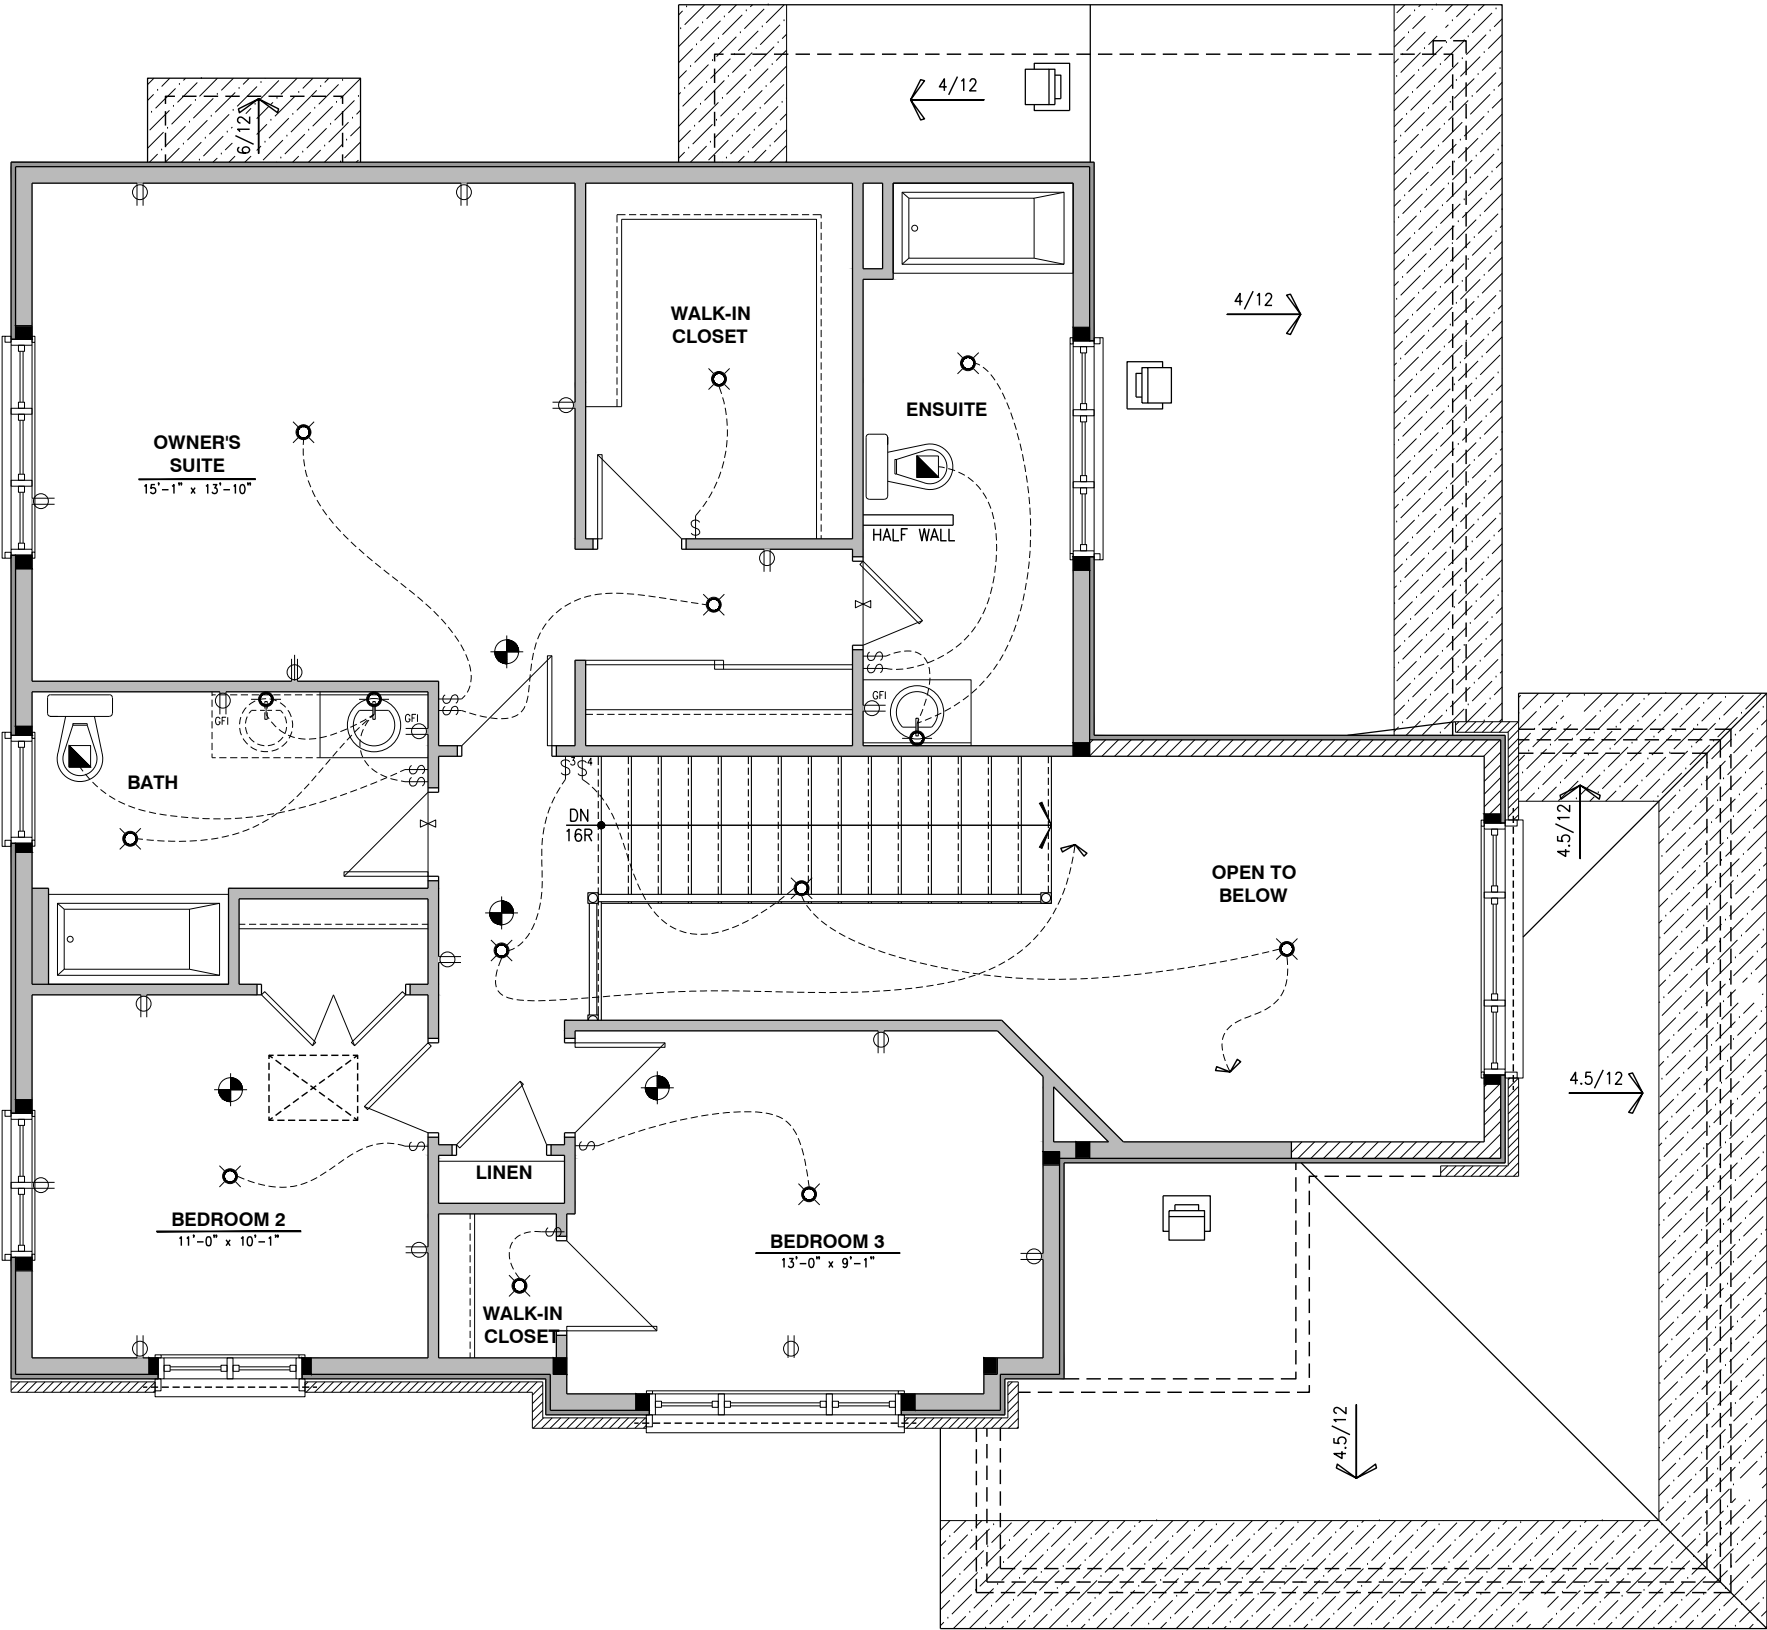 4/12
6/12
4/12
WALK-IN
CLOSET
ENSUITE
OWNER'S
SUITE
15'-1" x 13'-10"
HALF WALL
$
$
$
$
$
$
GFI
GFI
GFI
BATH
$
$
$3 $4
DN
16R
OPEN TO
BELOW
4.5/12
4.5/12
$
$
LINEN
BEDROOM 2
11'-0" x 10'-1"
$
BEDROOM 3
13'-0" x 9'-1"
WALK-IN
CLOSET
4.5/12